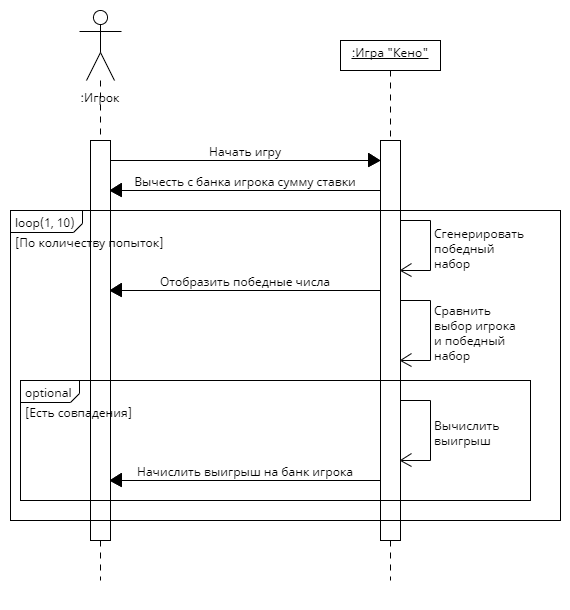 :Игрок
:Игра "Кено"
Начать игру
Вычесть с банка игрока сумму ставки
loop(1, 10)
[По количеству попыток]
Сгенерировать
победный
набор
Отобразить победные числа
Сравнить
выбор игрока
и победный
набор
optional
[Есть совпадения]
Вычислить
выигрыш
Начислить выигрыш на банк игрока